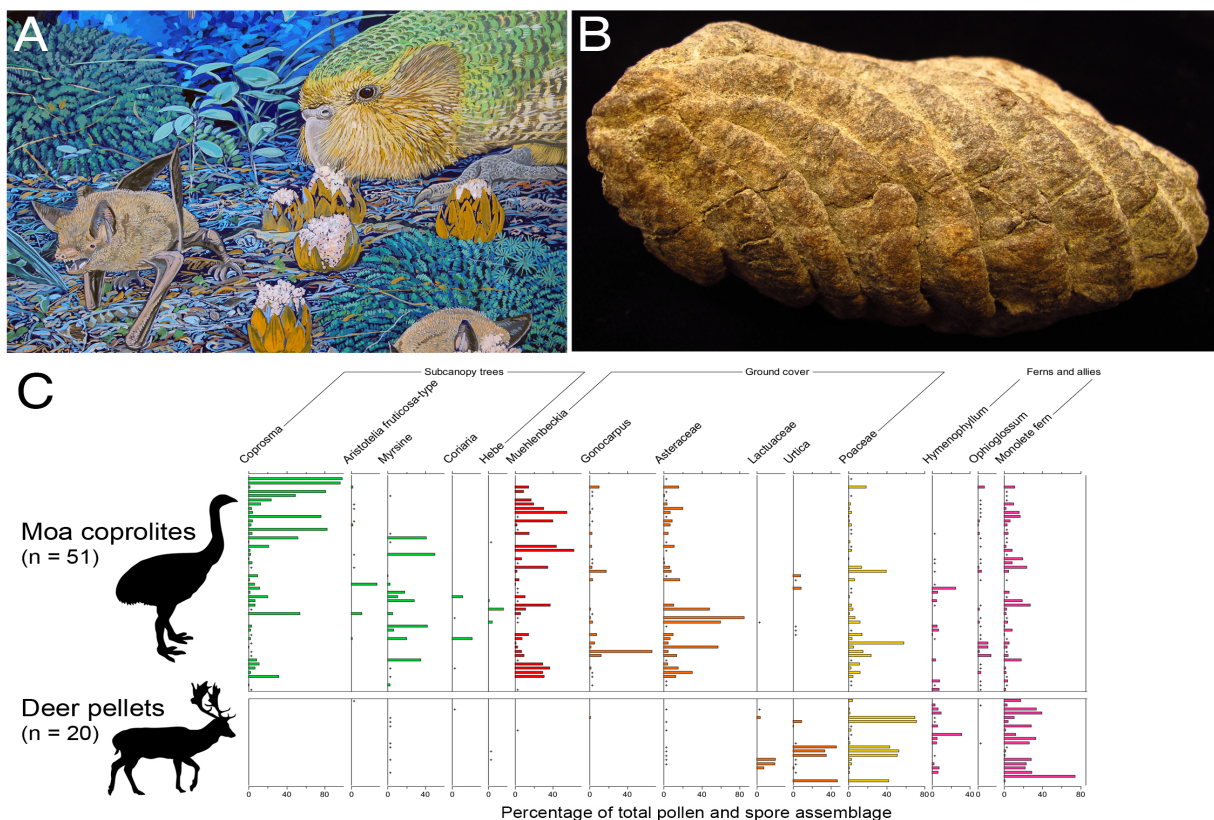 A
B
C
Subcanopy trees
Ground cover
Ferns and allies
Coprosma
Aristotelia fruticosa-type
Myrsine
Coriaria
Hebe
Muehlenbeckia
Gonocarpus
Asteraceae
Lactuaceae
Urtica
Poaceae
Hymenophyllum
Ophioglossum
Monolete fern
Moa coprolites
(n = 51)
Deer pellets
(n = 20)
0 40 80 0 0 40 0 0 0 40 0 40 0 40 80 0 0 40 0 40 80 0 40 0 0 40 80
Percentage of total pollen and spore assemblage